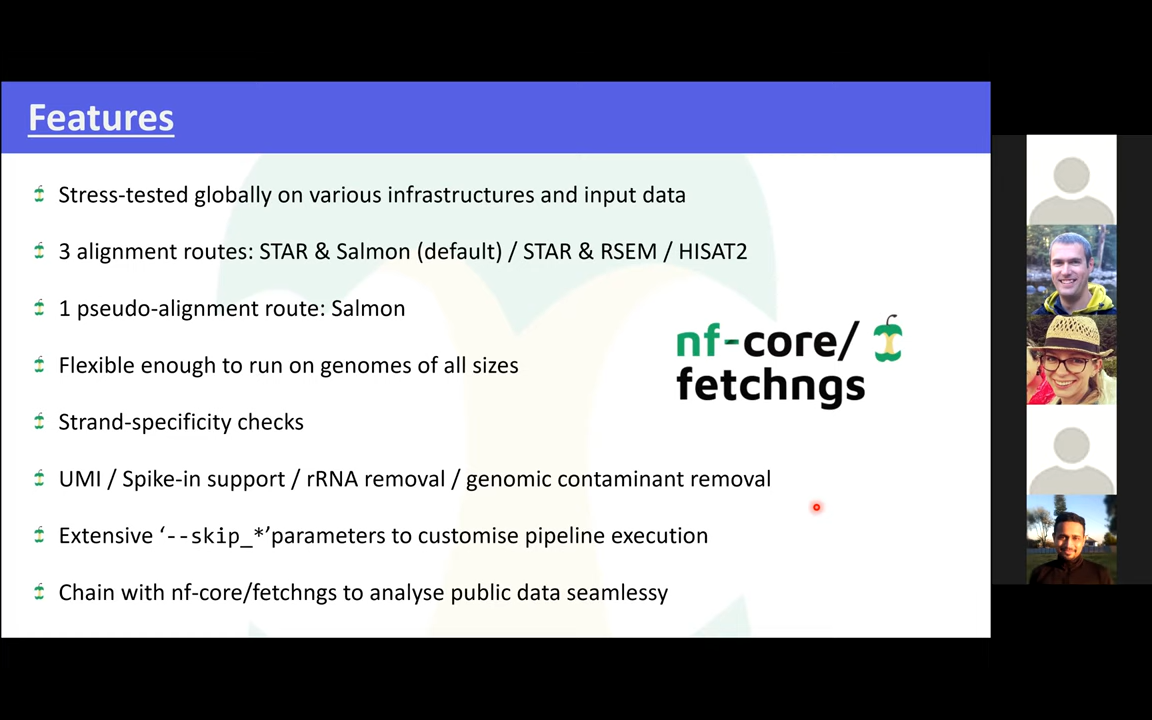 Features
Stress-tested globally on various infrastructures and input data
3 alignment routes: STAR & Salmon (default) / STAR & RSEM / HISAT2
1 pseudo-alignment route: Salmon
nf-core/
fetchngs
Flexible enough to run on genomes of all sizes
Strand-specificity checks
UMI / Spike-in support / rRNA removal / genomic contaminant removal
Extensive ‘--skip_*’parameters to customise pipeline execution
Chain with nf-core/fetchngs to analyse public data seamlessy